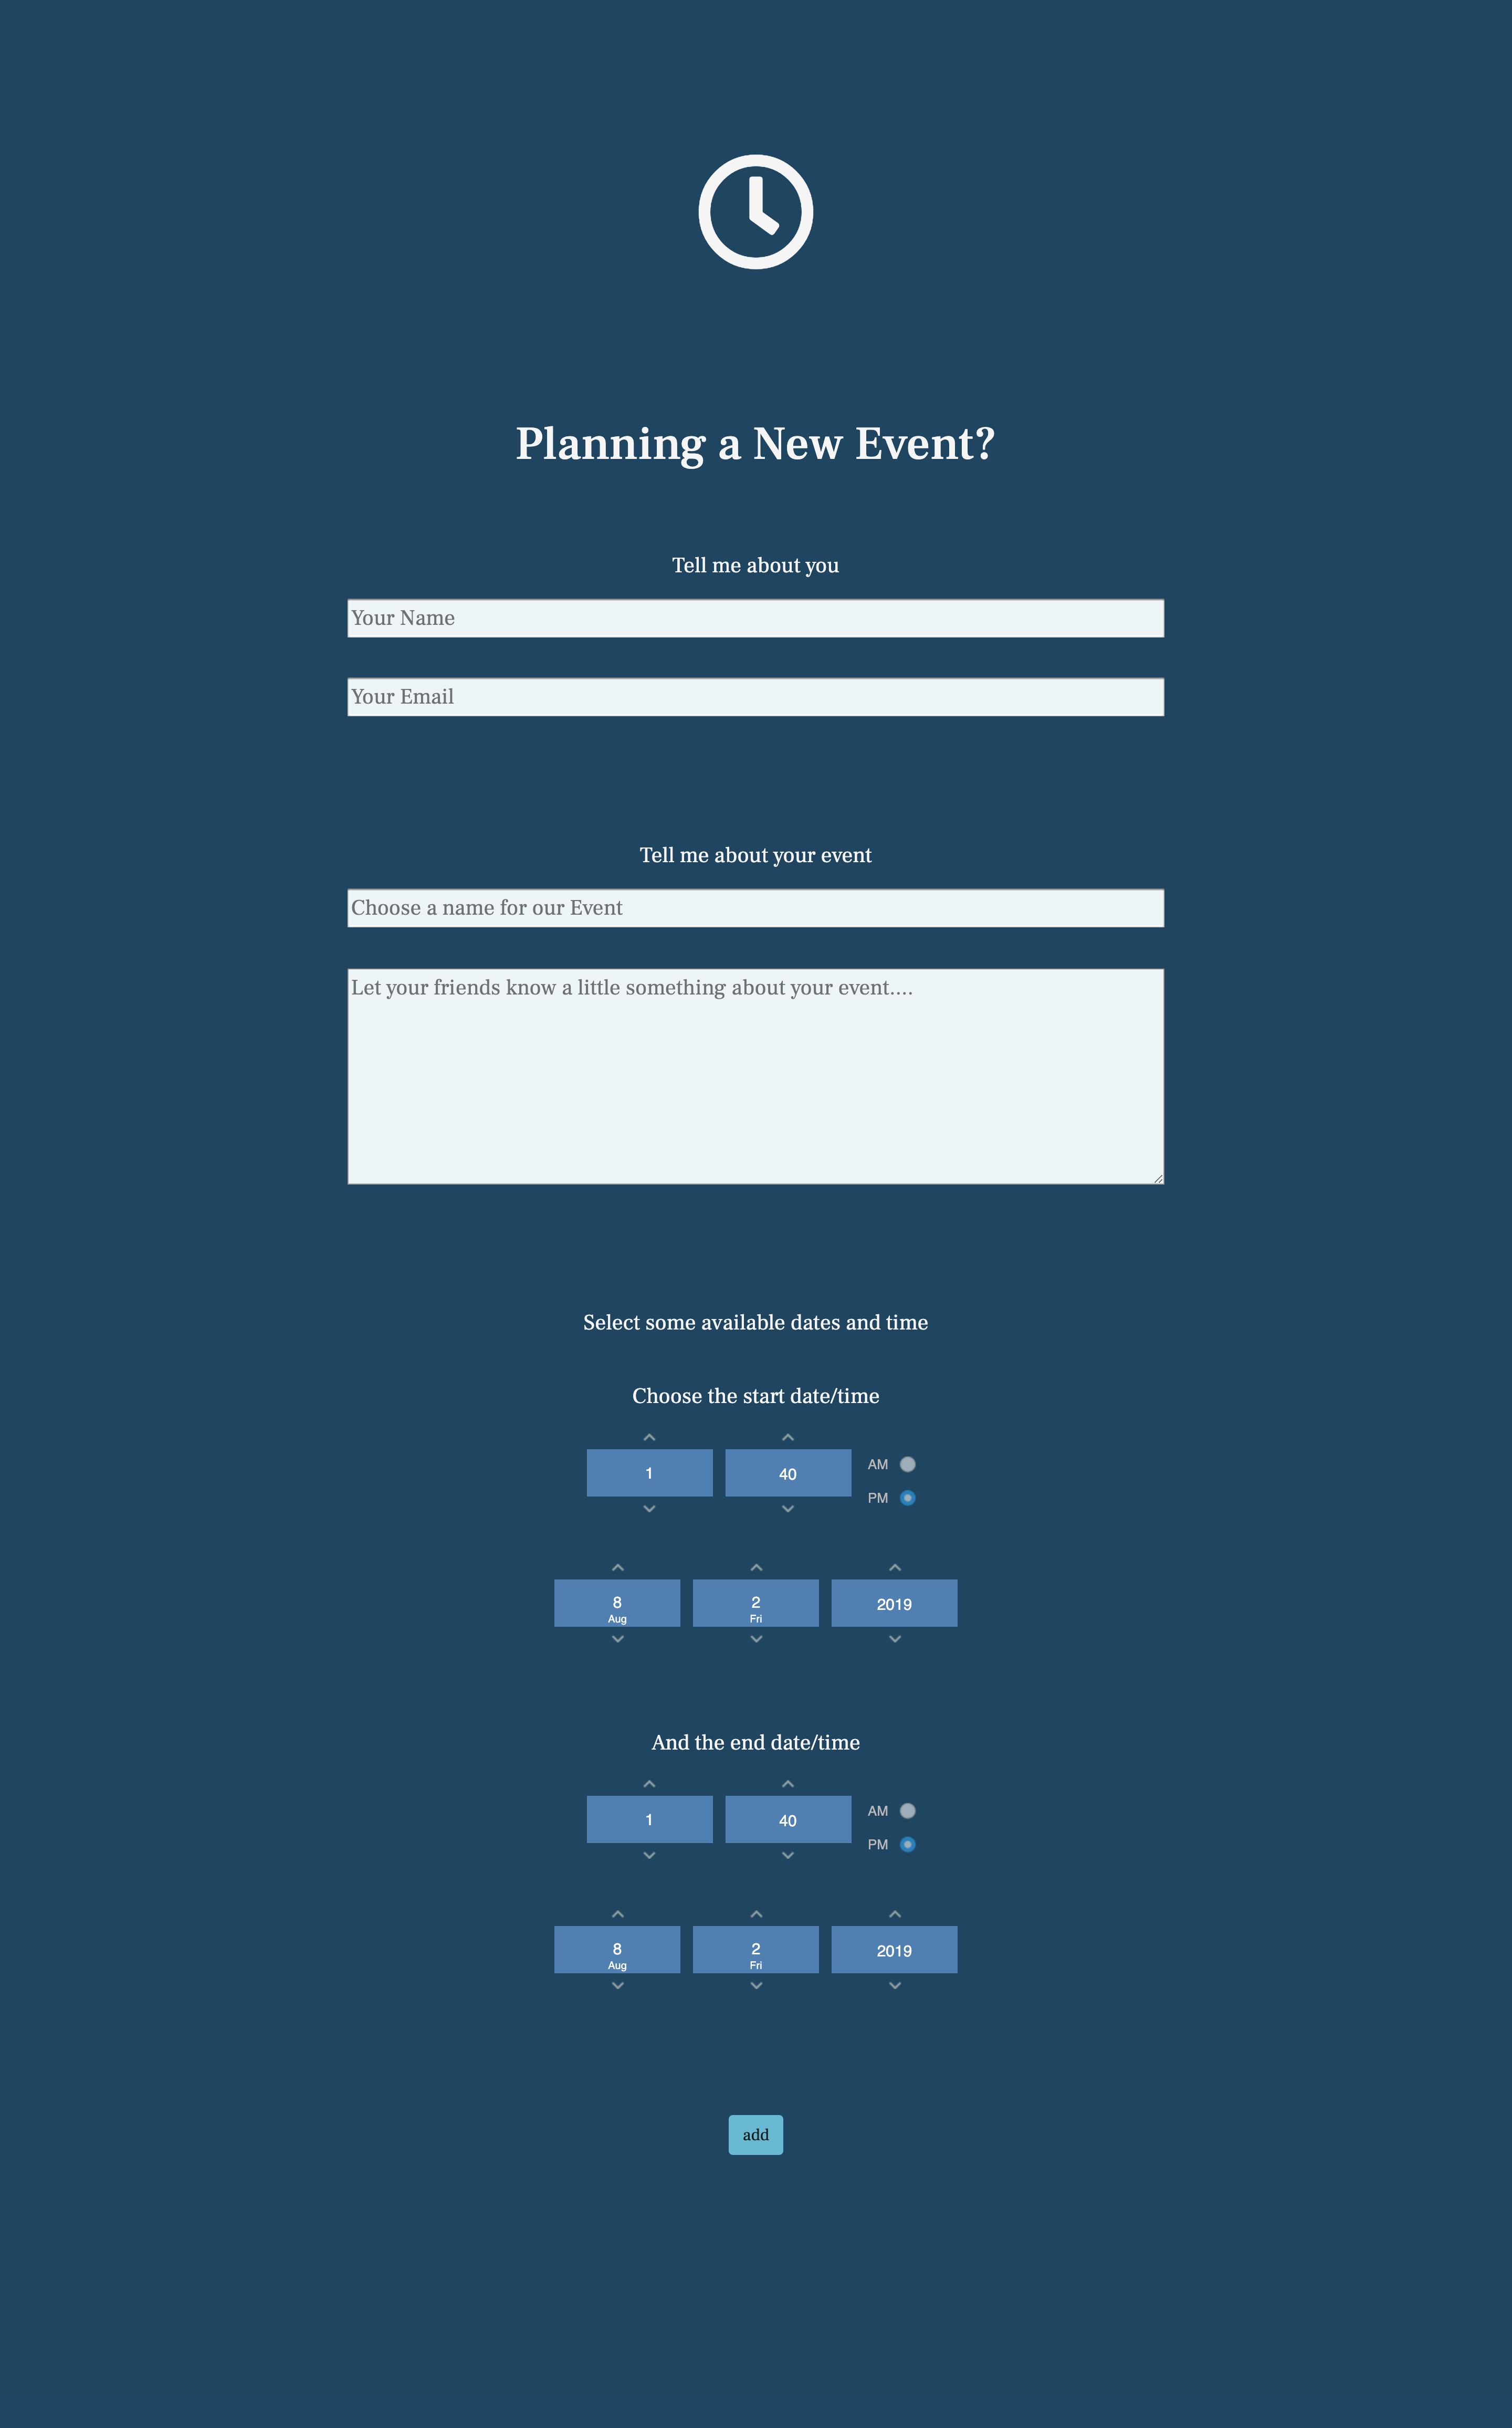 Planning a New Event?
Tell me about you
Your Name
Your Email
Tell me about your event
Choose a name for our Event
Let your friends know a little something about your event....
Select some available dates and time
Choose the start date/time
1 40 AM
PM
8 2 2019
Aug Fri
And the end date/time
1 40 AM
PM
8 2 2019
Aug Fri
add